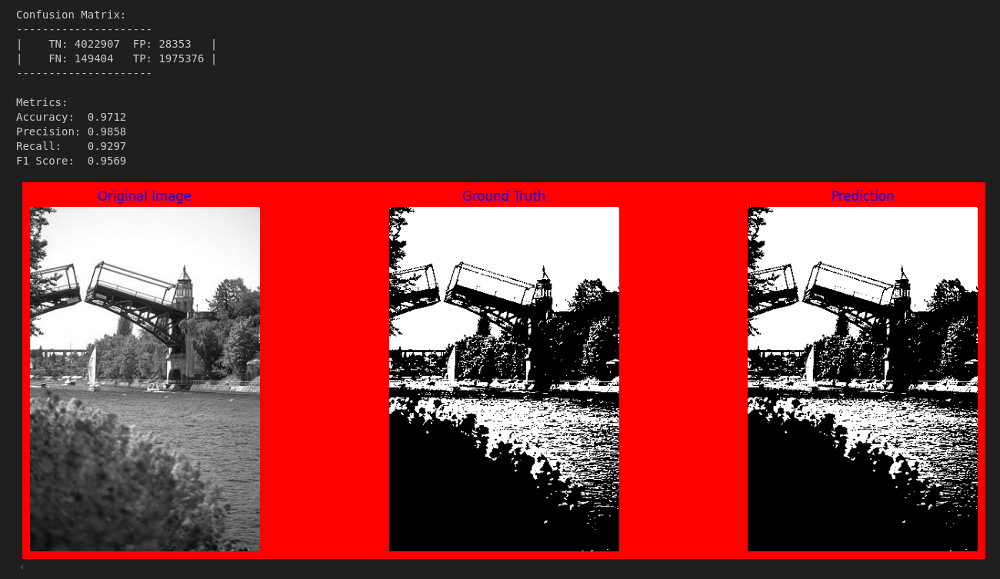 Confusion Matrix:
---------------------
|    TN: 4022907  FP: 28353   |
|    FN: 149404   TP: 1975376 |
---------------------
Metrics:
Accuracy:  0.9712
Precision: 0.9858
Recall:    0.9297
F1 Score:  0.9569
Original Image Ground Truth Prediction